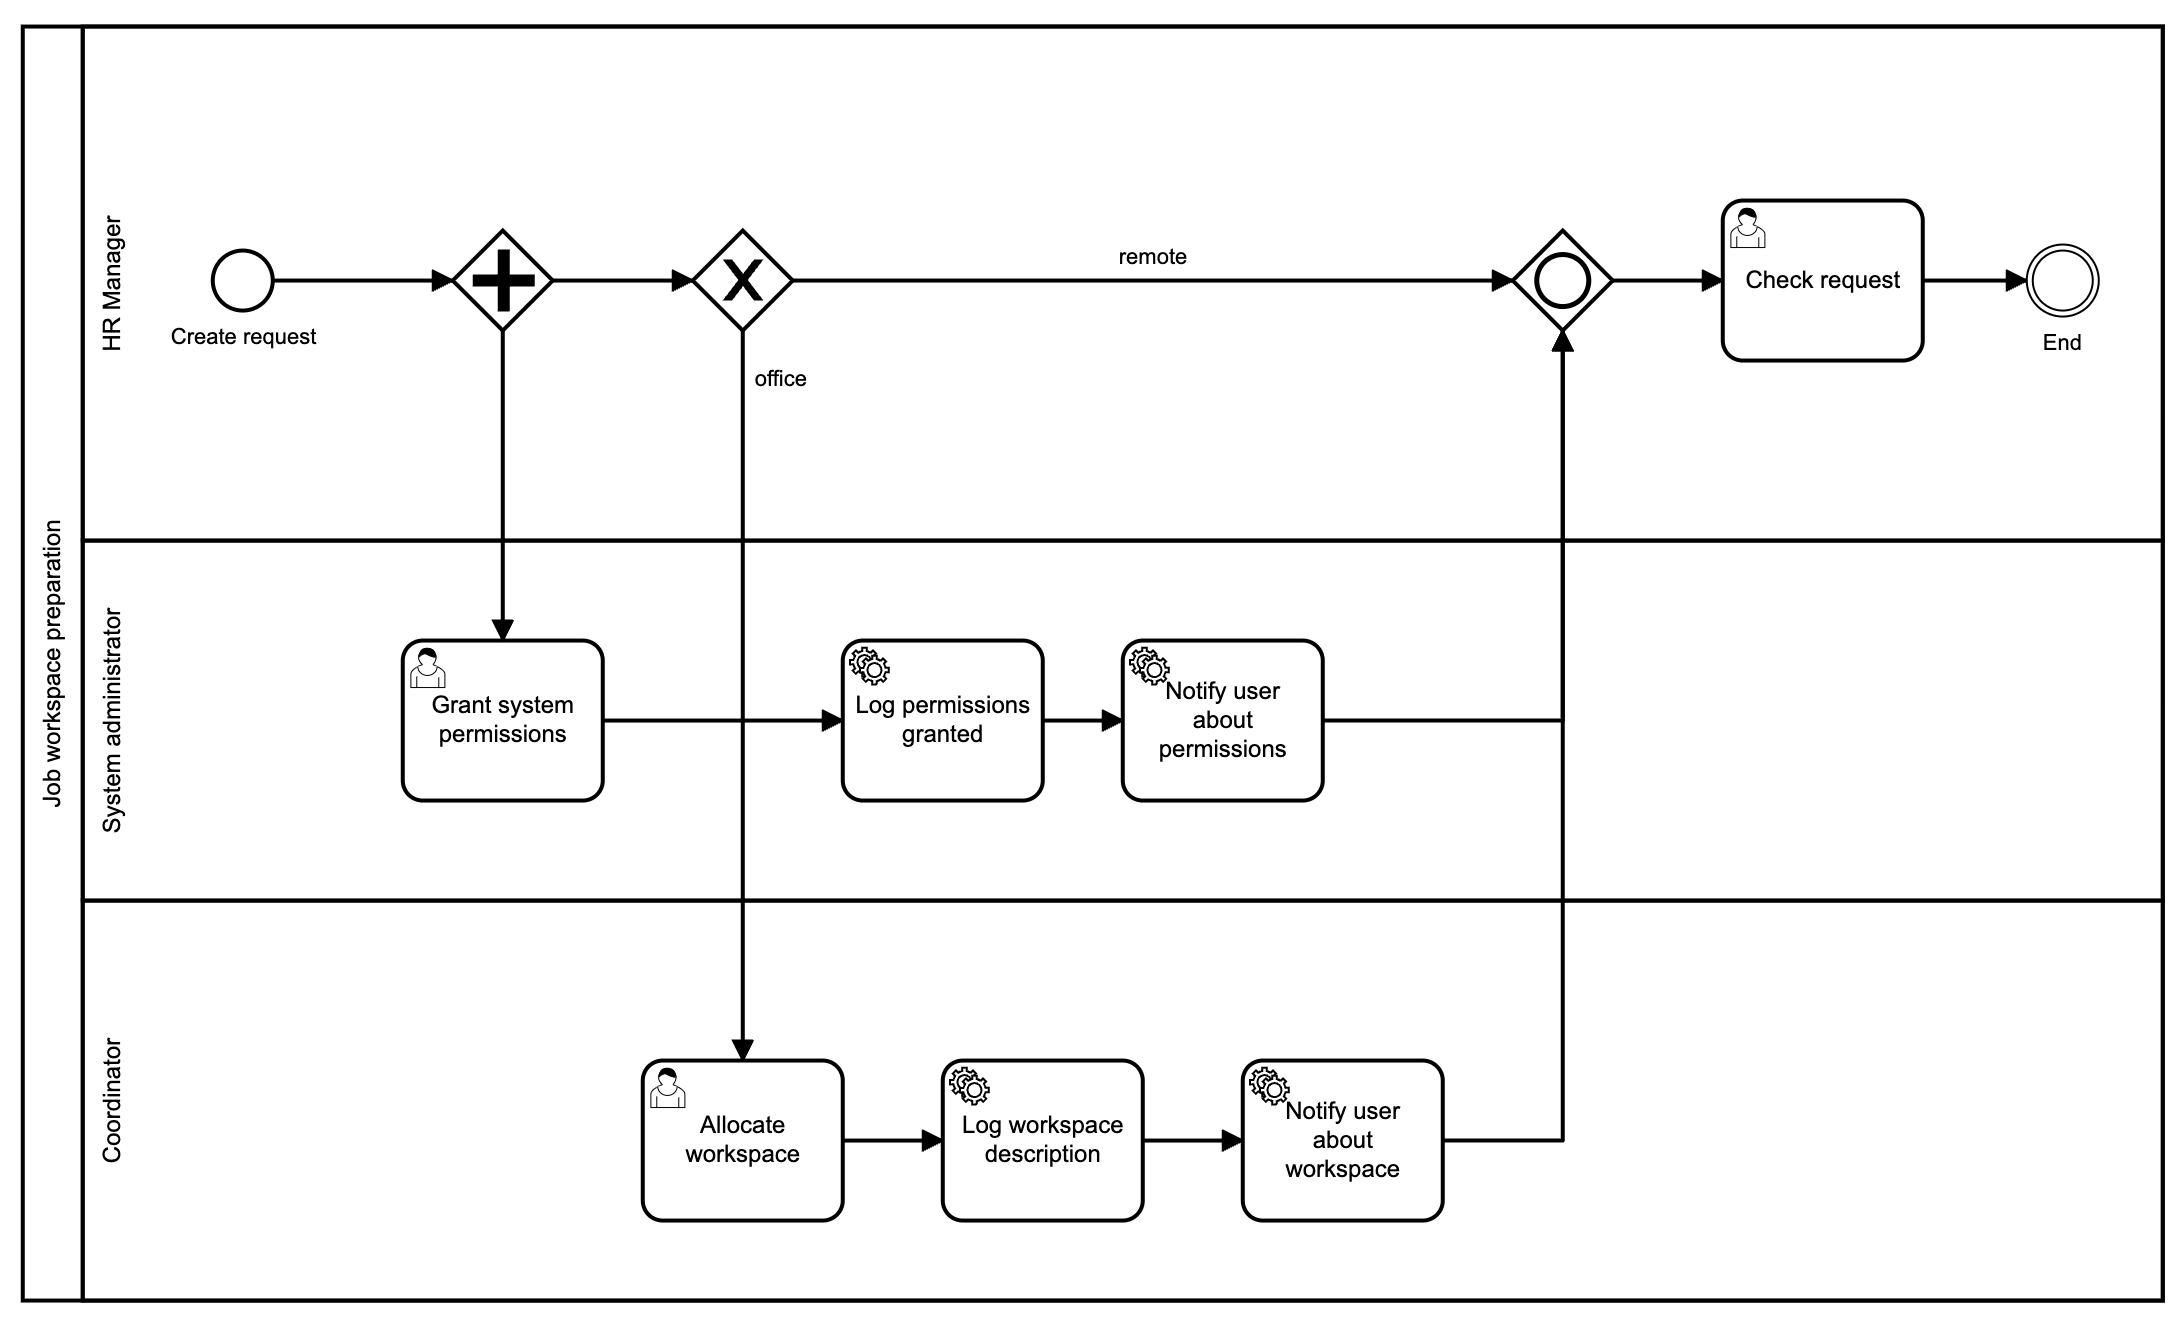 Job workspace preparation
HR Manager
Create request
remote
office
Check request
End
System administrator
Grant system
permissions
Log permissions
granted
Notify user
about
permissions
Coordinator
Allocate
workspace
Log workspace
description
Notify user
about
workspace